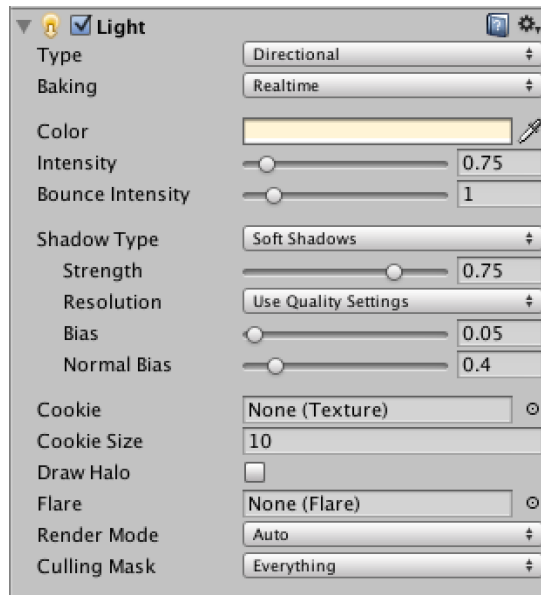 Light
Type Directional
Baking Realtime
Color
Intensity 0.75
Bounce Intensity 1
Shadow Type Soft Shadows
Strength 0.75
Resolution Use Quality Settings
Bias 0.05
Normal Bias 0.4
Cookie None (Texture)
Cookie Size 10
Draw Halo
Flare None (Flare)
Render Mode Auto
Culling Mask Everything